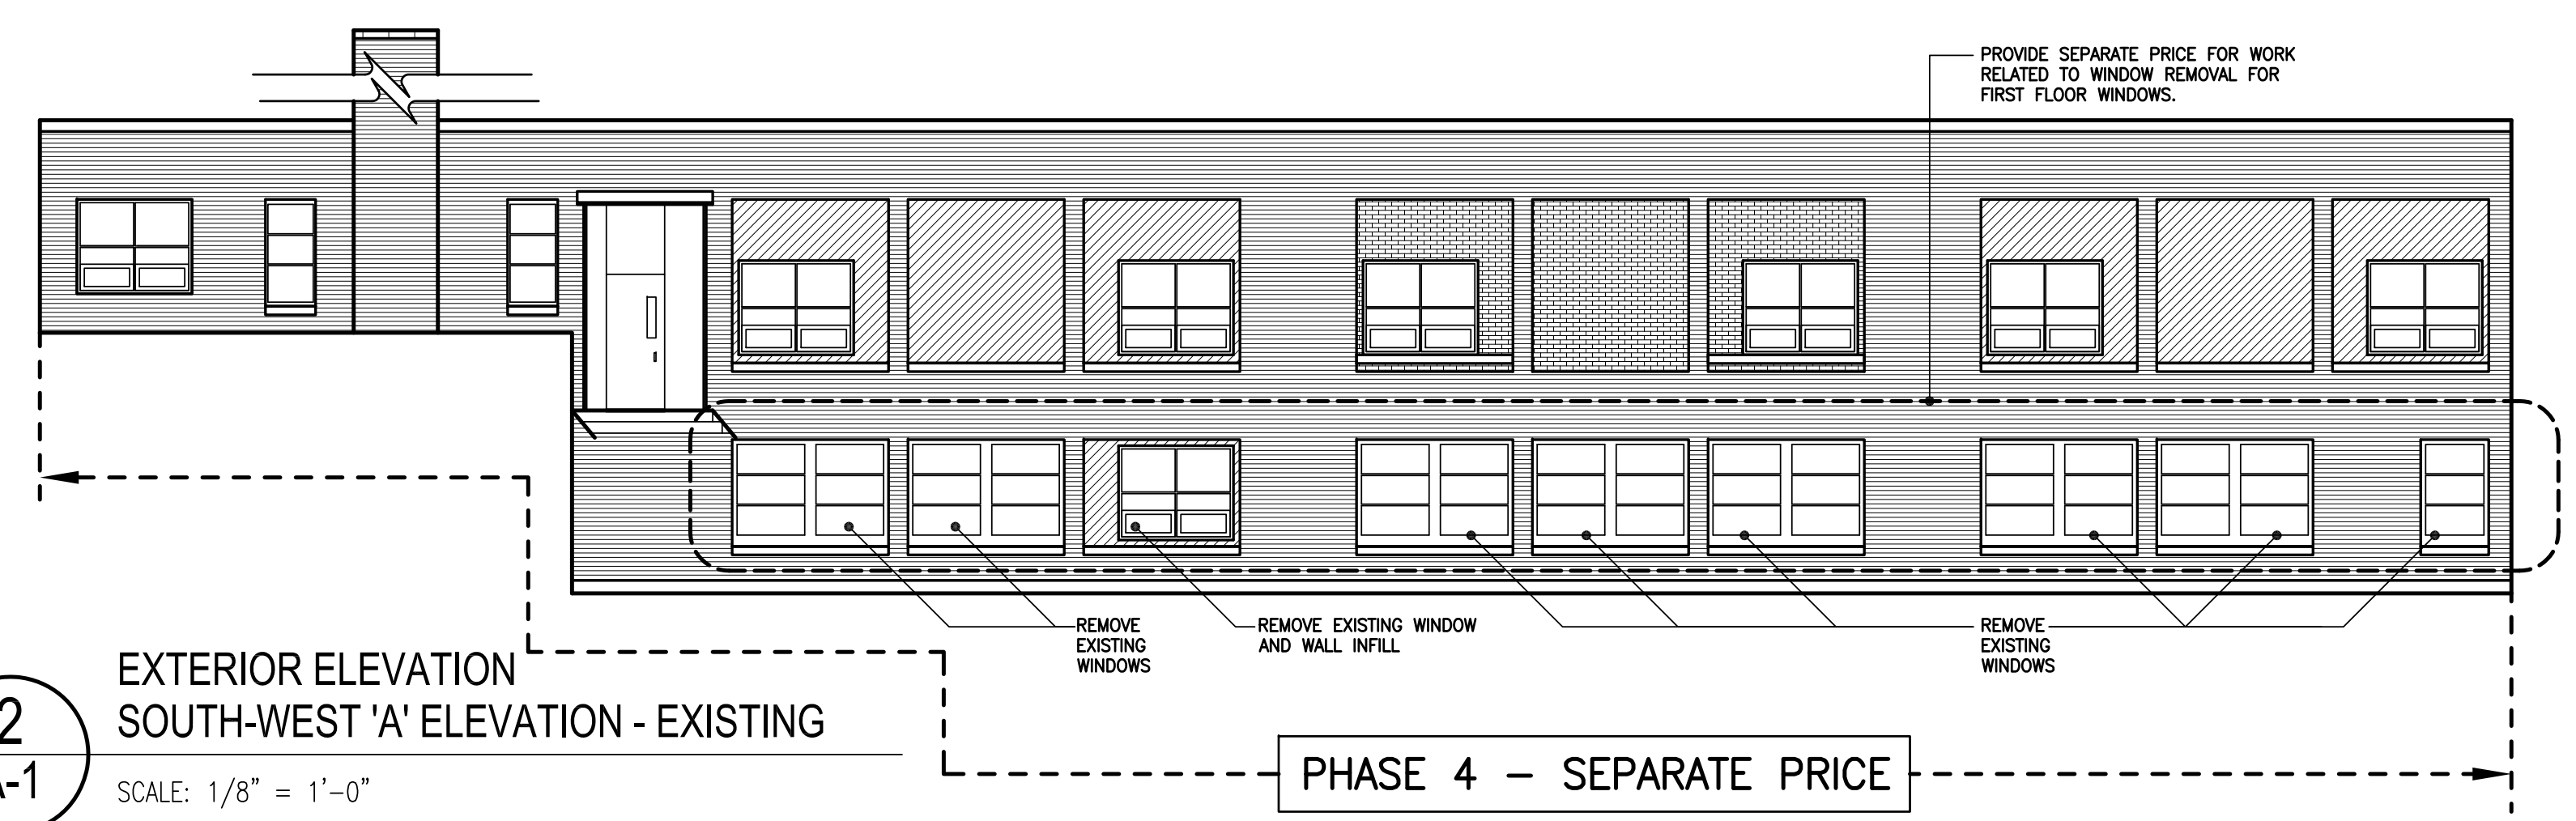 PROVIDE SEPARATE PRICE FOR WORK
RELATED TO WINDOW REMOVAL FOR
FIRST FLOOR WINDOWS.
REMOVE
EXISTING
WINDOWS
REMOVE EXISTING WINDOW
AND WALL INFILL
REMOVE
EXISTING
WINDOWS
2
A-1
EXTERIOR ELEVATION
SOUTH-WEST 'A' ELEVATION - EXISTING
SCALE: 1/8" = 1'-0"
PHASE 4 - SEPARATE PRICE